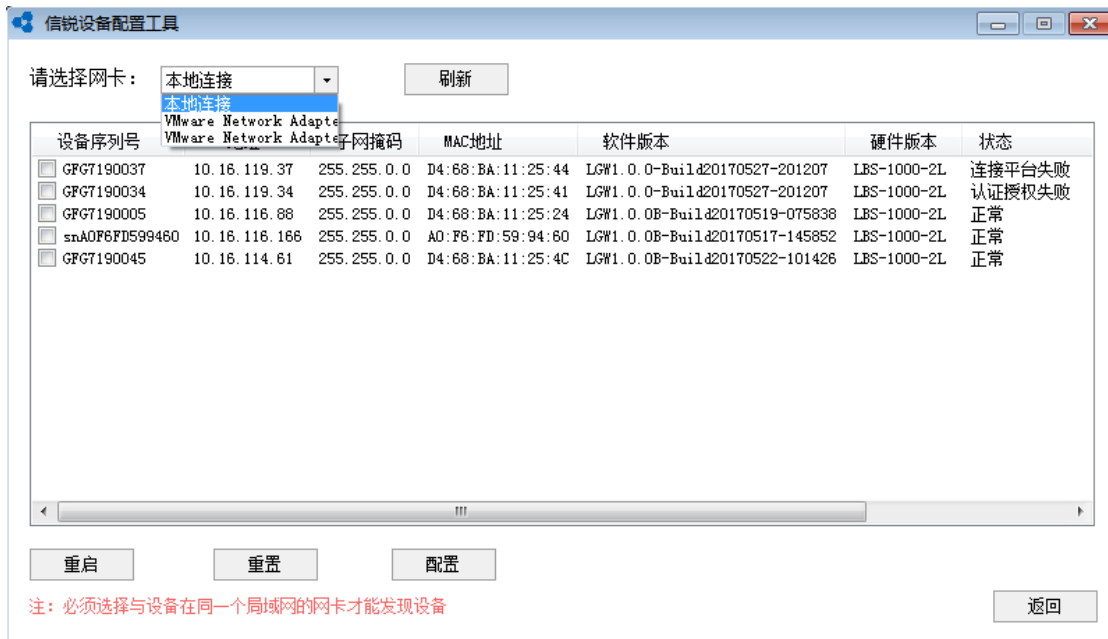 信锐设备配置工具
请选择网卡： 本地连接 刷新
本地连接
VMware Network Adapte
VMware Network Adapte
设备序列号 子网掩码 MAC地址 软件版本 硬件版本 状态
GFG7190037 10.16.119.37 255.255.0.0 D4:68:BA:11:25:44 LGW1.0.0-Build20170527-201207 LBS-1000-2L 连接平台失败
GFG7190034 10.16.119.34 255.255.0.0 D4:68:BA:11:25:41 LGW1.0.0-Build20170527-201207 LBS-1000-2L 认证授权失败
GFG7190005 10.16.116.88 255.255.0.0 D4:68:BA:11:25:24 LGW1.0.0B-Build20170519-075838 LBS-1000-2L 正常
snA0F6FD599460 10.16.116.166 255.255.0.0 A0:F6:FD:59:94:60 LGW1.0.0B-Build20170517-145852 LBS-1000-2L 正常
GFG7190045 10.16.114.61 255.255.0.0 D4:68:BA:11:25:4C LGW1.0.0B-Build20170522-101426 LBS-1000-2L 正常
重启 重置 配置
注：必须选择与设备在同一个局域网的网卡才能发现设备
返回